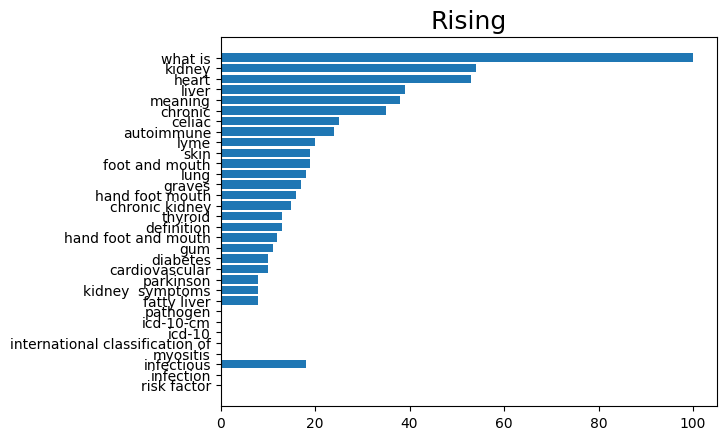 Rising
what is
kidney
heart
liver
meaning
chronic
celiac
autoimmune
lyme
skin
foot and mouth
lung
graves
hand foot mouth
chronic kidney
thyroid
definition
hand foot and mouth
gum
diabetes
cardiovascular
parkinson
kidney  symptoms
fatty liver
pathogen
icd-10-cm
icd-10
international classification of
myositis
infectious
infection
risk factor
0 20 40 60 80 100